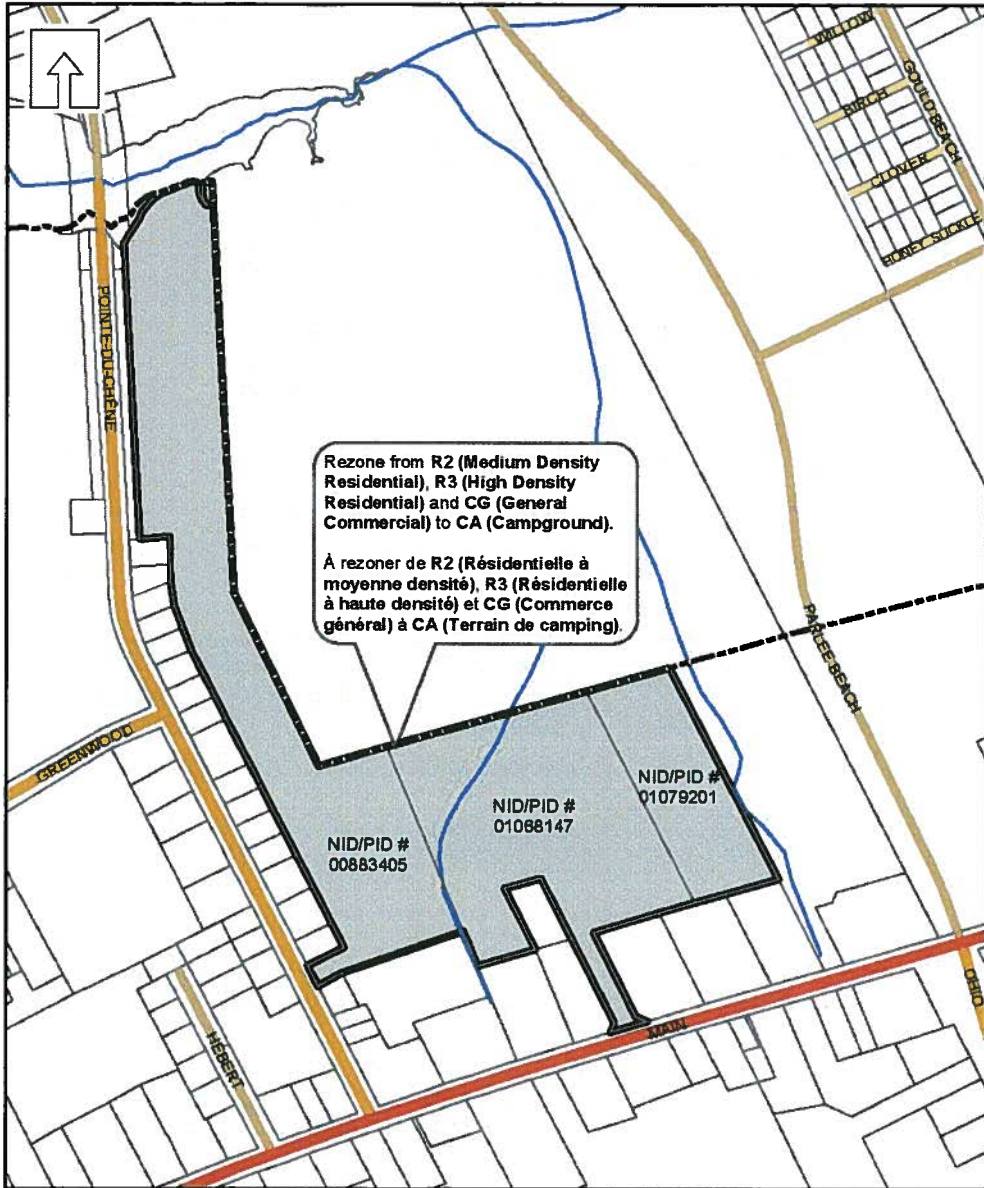 WILLOW
GOULD BEACH
BIRCH
CLOVER
HONEY SUCKLE
POINTE-DU-CHÊNE
Rezone from R2 (Medium Density
Residential), R3 (High Density
Residential) and CG (General
Commercial) to CA (Campground).
À rezoner de R2 (Résidentielle à
moyenne densité), R3 (Résidentielle
à haute densité) et CG (Commerce
général) à CA (Terrain de camping).
PARLEE BEACH
GREENWOOD
NID/PID #
01079201
NID/PID #
01068147
NID/PID #
00883405
OHIO
MAIN
HÉBERT